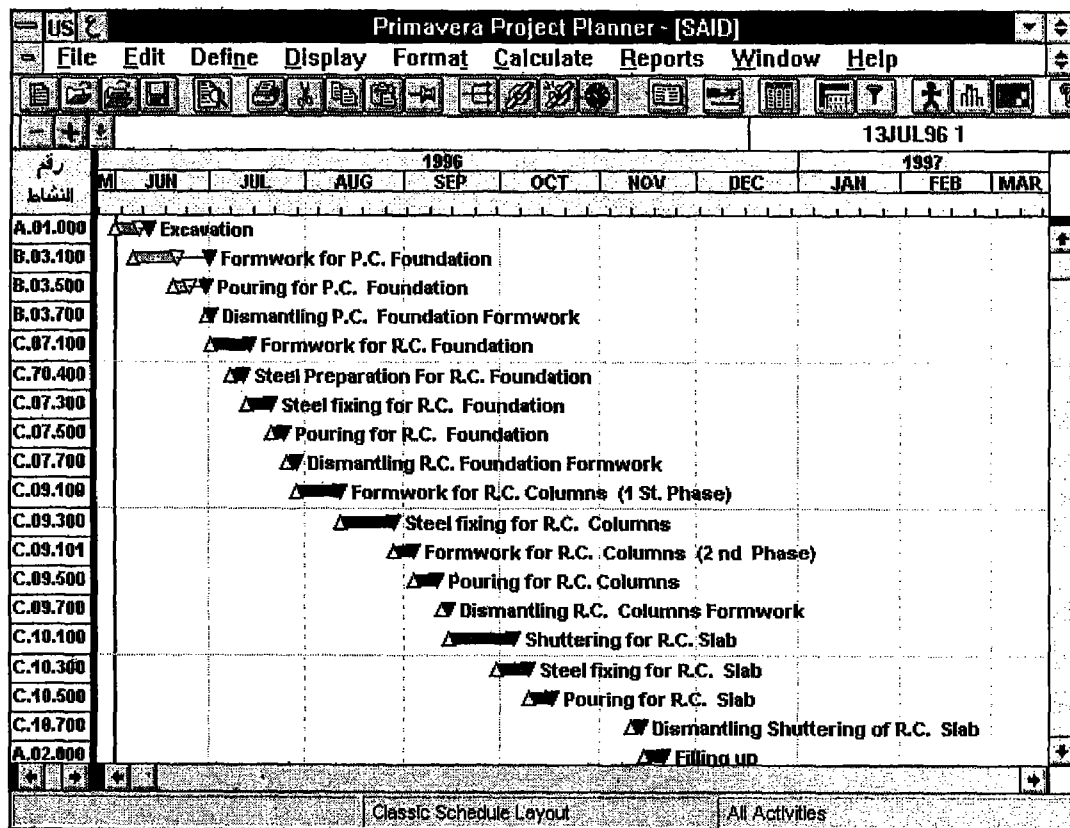 US Primavera Project Planner - [SAID]
File Edit Define Display Format Calculate Reports Window Help
13JUL96 1
رقم
النشاط
1996 1997
M JUN JUL AUG SEP OCT NOV DEC JAN FEB MAR
A.01.000 Excavation
B.03.100 Formwork for P.C. Foundation
B.03.500 Pouring for P.C. Foundation
B.03.700 Dismantling P.C. Foundation Formwork
C.07.100 Formwork for R.C. Foundation
C.70.400 Steel Preparation For R.C. Foundation
C.07.300 Steel fixing for R.C. Foundation
C.07.500 Pouring for R.C. Foundation
C.07.700 Dismantling R.C. Foundation Formwork
C.09.100 Formwork for R.C. Columns (1 St. Phase)
C.09.300 Steel fixing for R.C. Columns
C.09.101 Formwork for R.C. Columns (2 nd Phase)
C.09.500 Pouring for R.C. Columns
C.09.700 Dismantling R.C. Columns Formwork
C.10.100 Shuttering for R.C. Slab
C.10.300 Steel fixing for R.C. Slab
C.10.500 Pouring for R.C. Slab
C.10.700 Dismantling Shuttering of R.C. Slab
A.02.000 Filling up
Classic Schedule Layout All Activities